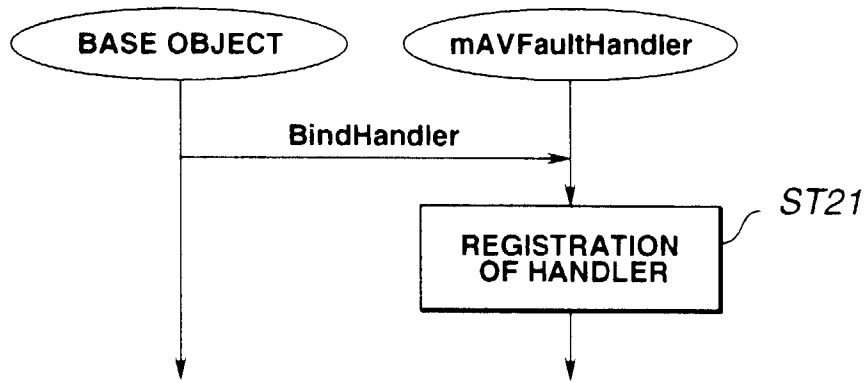 BASE OBJECT
mAVFaultHandler
BindHandler
ST21
REGISTRATION
OF HANDLER